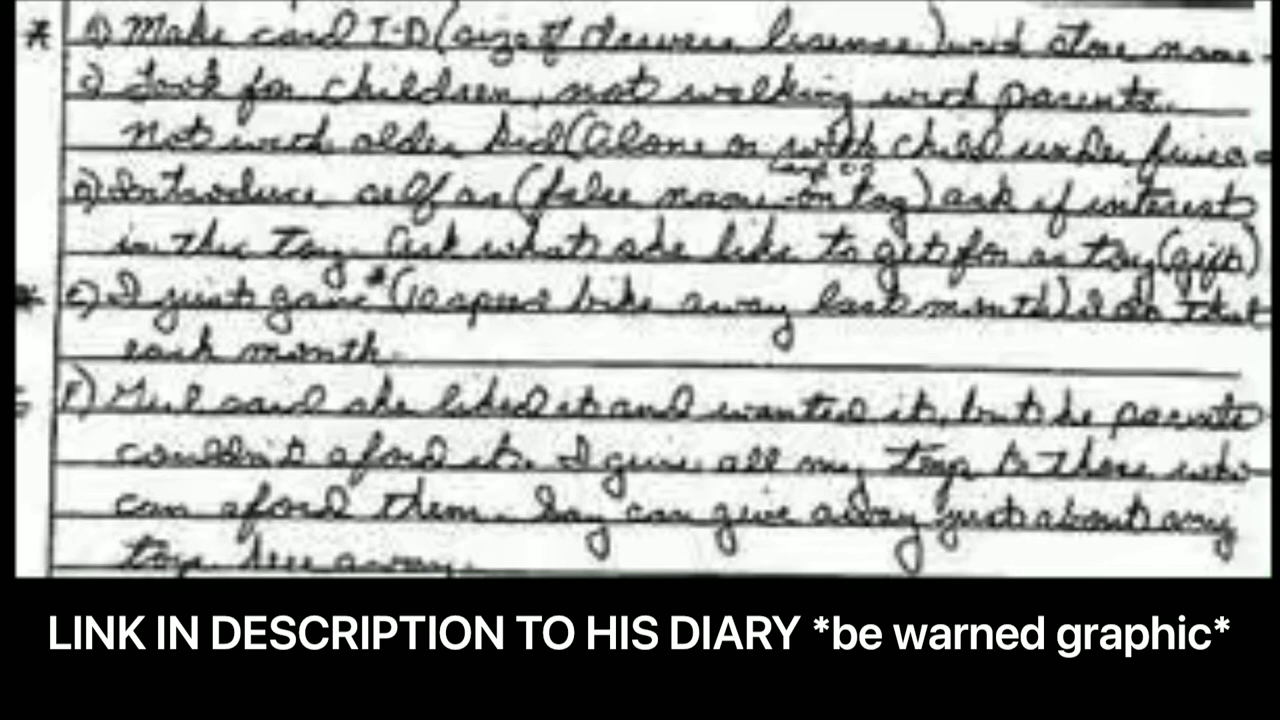 * Make card I-D (size of license) with store name
Look for children, not walking with parents.
Not with older kid (Alone or with child under
Introduce self as (false name on tag) ask if interest
in the toy. Ask what she like to get for a toy (gift)
* I just gave * (10 speed bike away last month) I do that
each month.
F) Girl said she liked it and wanted it, but he parents
couldn't aford it. I give all my toys to those who
can aford them. Say can give away just about any
toy
LINK IN DESCRIPTION TO HIS DIARY *be warned graphic*